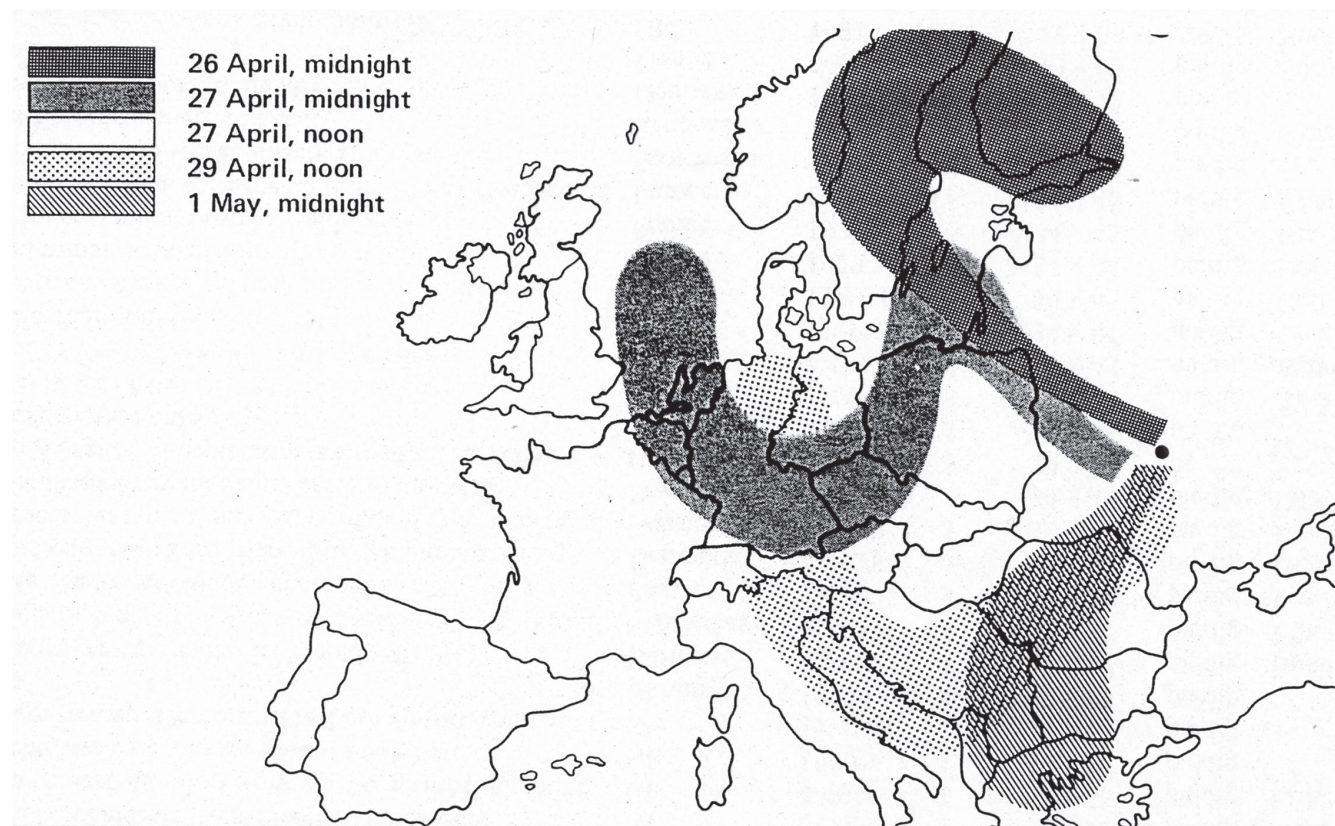 26 April, midnight
27 April, midnight
27 April, noon
29 April, noon
1 May, midnight